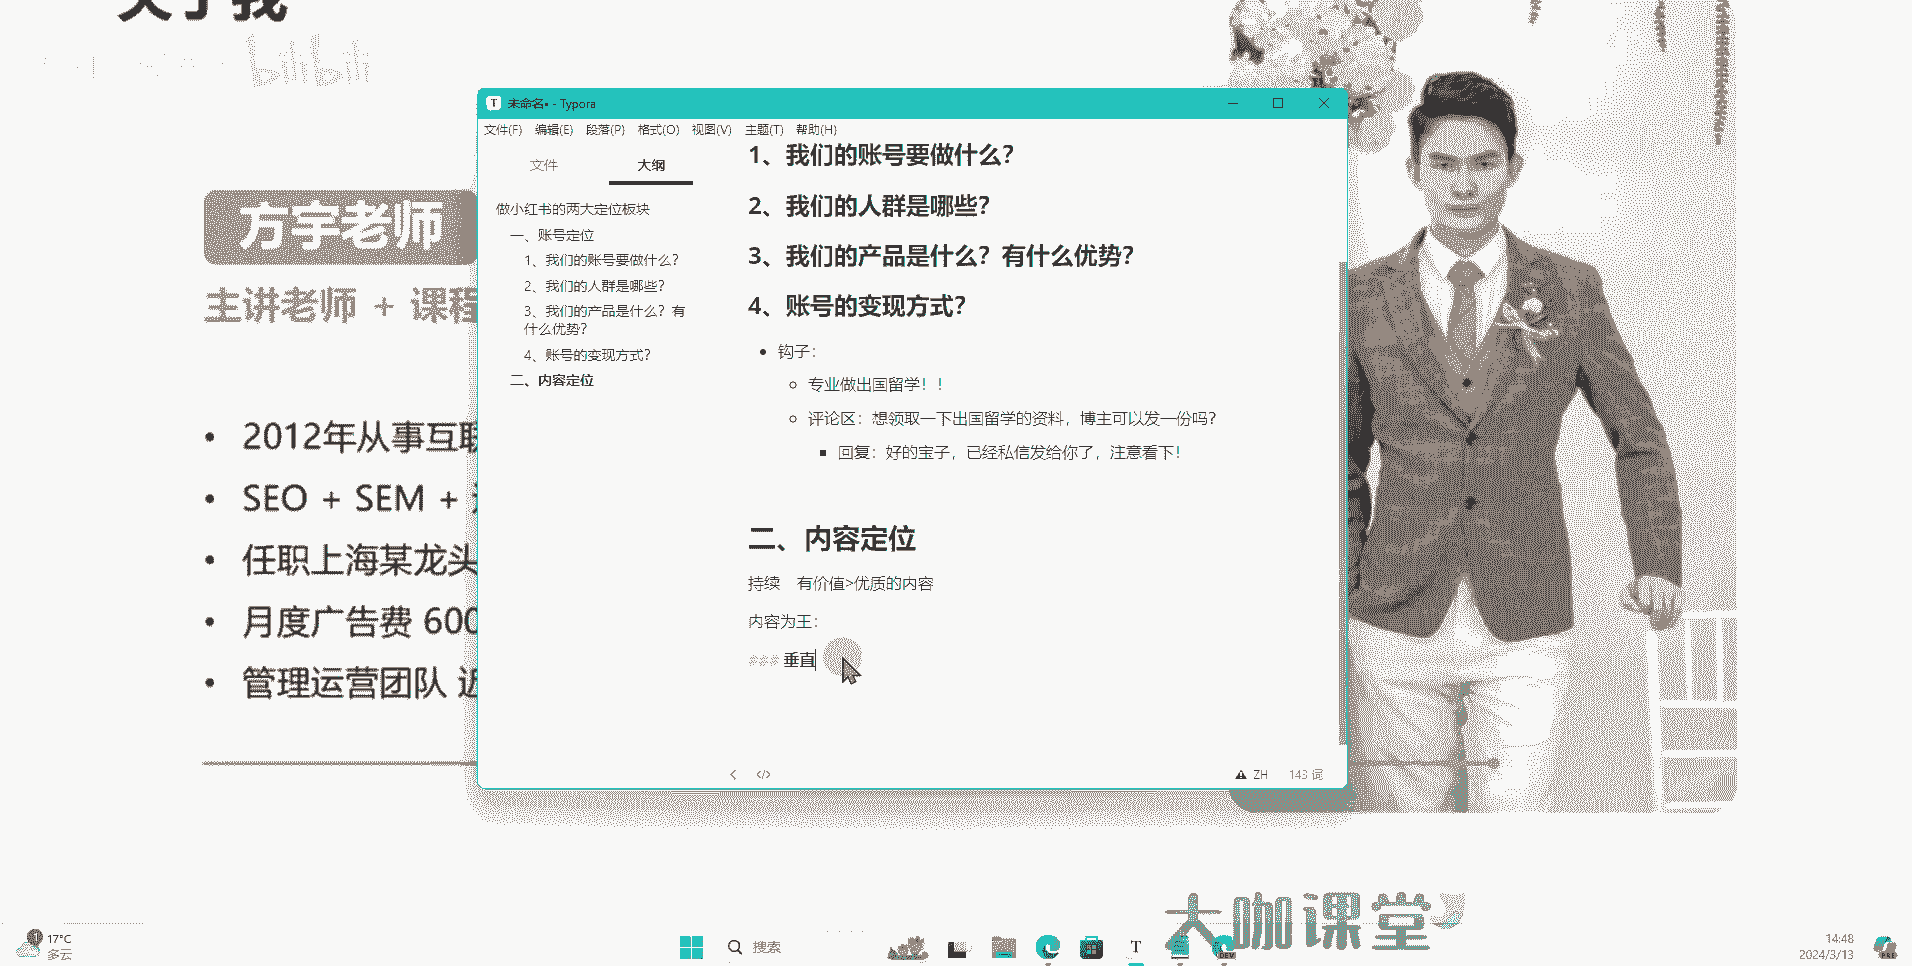 关于我
bilibili
方宇老师
主讲老师 + 课程
2012年从事互联
SEO + SEM +
任职上海某龙头
月度广告费 600
管理运营团队 近
未命名• - Typora
文件(F) 编辑(E) 段落(P) 格式(O) 视图(V) 主题(T) 帮助(H)
文件 大纲
做小红书的两大定位板块
一、账号定位
1、我们的账号要做什么？
2、我们的人群是哪些？
3、我们的产品是什么？有
什么优势？
4、账号的变现方式？
二、内容定位
1、我们的账号要做什么？
2、我们的人群是哪些？
3、我们的产品是什么？有什么优势？
4、账号的变现方式？
钩子：
专业做出国留学！！
评论区：想领取一下出国留学的资料，博主可以发一份吗？
回复：好的宝子，已经私信发给你了，注意看下！
二、内容定位
持续 有价值>优质的内容
内容为王：
### 垂直
ZH 143 词
大咖课堂
1
17°C
多云
搜索
T
DEV
14:48
2024/3/13
PRE